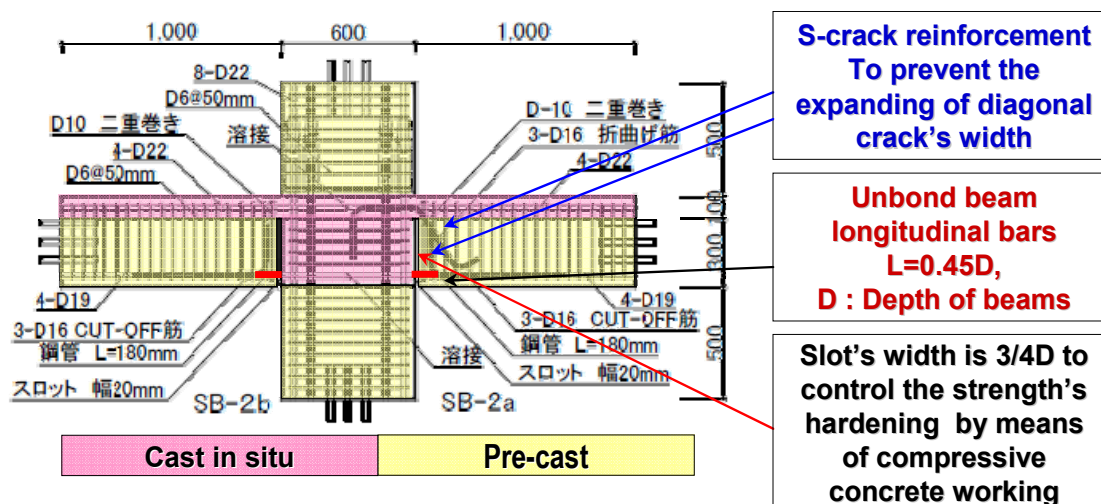 1,000
600
1,000
8-D22
D6@50mm
D10 二重巻き
溶接
4-D22
D6@50mm
D-10 二重巻き
3-D16 折曲げ筋
4-D22
500
100
300
500
4-D19
3-D16 CUT-OFF筋
鋼管 L=180mm
スロット 幅20mm
SB-2b
溶接
SB-2a
4-D19
3-D16 CUT-OFF筋
鋼管 L=180mm
スロット 幅20mm
Cast in situ
Pre-cast
S-crack reinforcement
To prevent the
expanding of diagonal
crack's width
Unbond beam
longitudinal bars
L=0.45D,
D : Depth of beams
Slot's width is 3/4D to
control the strength's
hardening by means
of compressive
concrete working